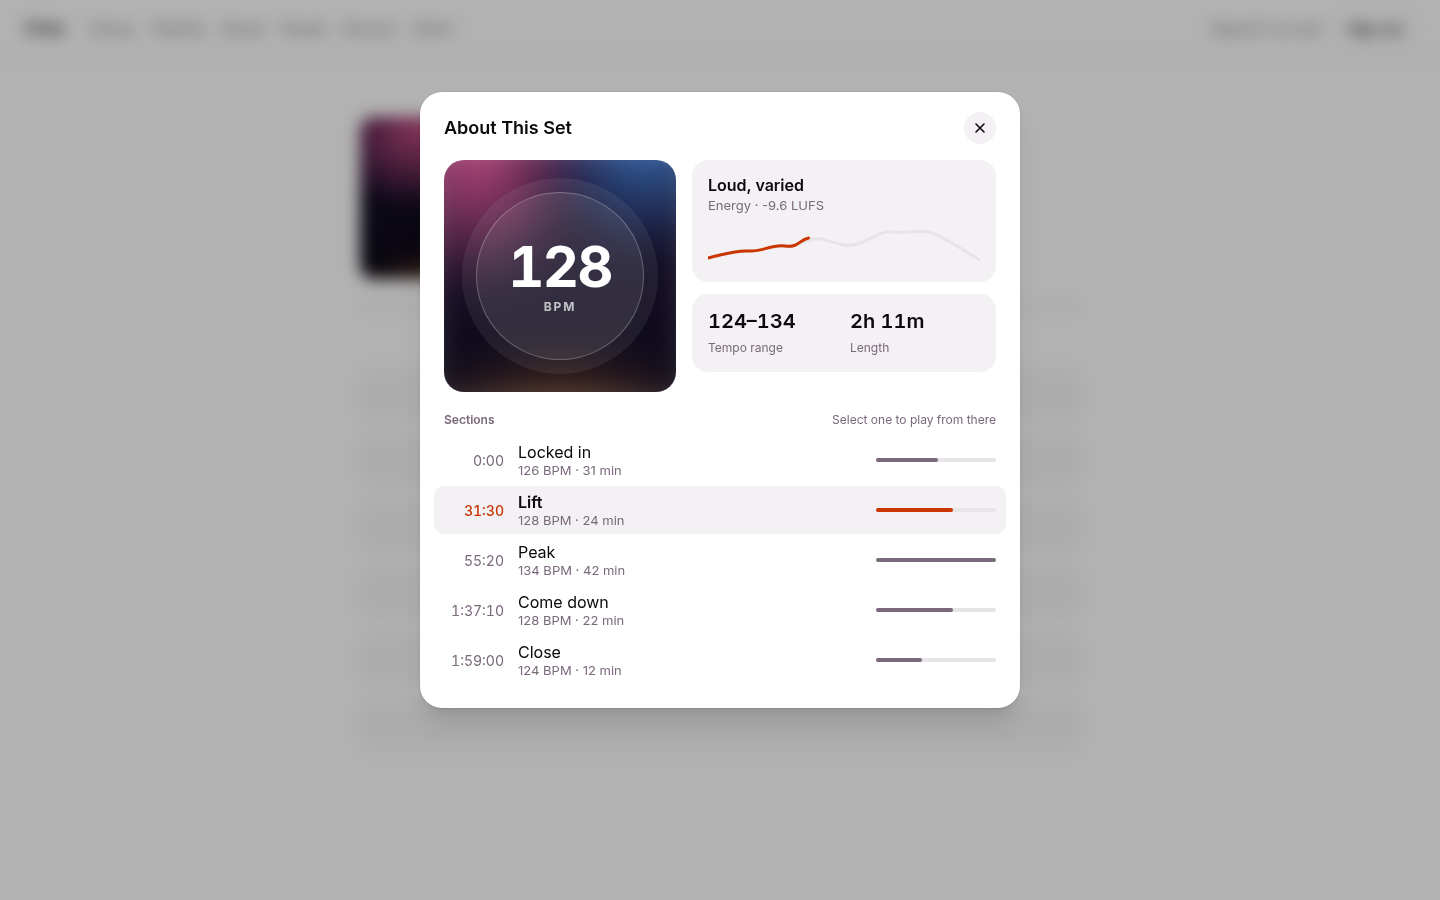 About This Set
128
BPM
Loud, varied
Energy · -9.6 LUFS
124–134
Tempo range
2h 11m
Length
Sections
Select one to play from there
0:00
Locked in
126 BPM · 31 min
31:30
Lift
128 BPM · 24 min
55:20
Peak
134 BPM · 42 min
1:37:10
Come down
128 BPM · 22 min
1:59:00
Close
124 BPM · 12 min